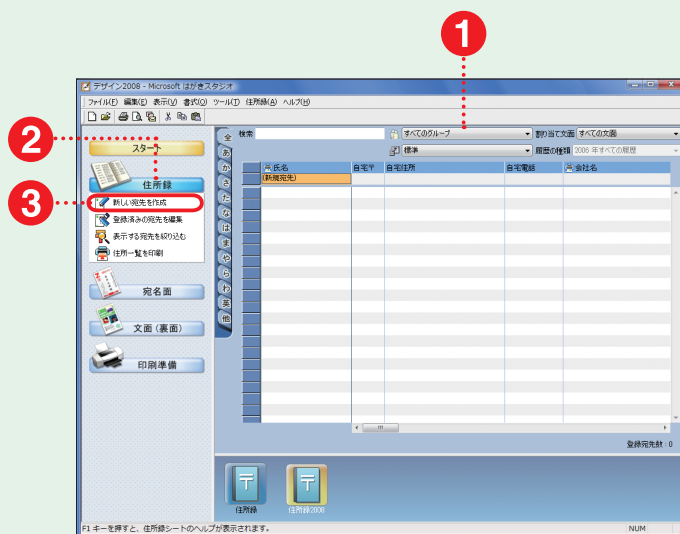 1
デザイン2008 - Microsoft はがきスタジオ
ファイル(F) 編集(E) 表示(V) 書式(O) ツール(T) 住所録(A) ヘルプ(H)
2
3
スタート
住所録
新しい宛先を作成
登録済みの宛先を編集
表示する宛先を絞り込む
住所一覧を印刷
宛名面
文面(裏面)
印刷準備
全
あ
か
さ
た
な
は
ま
や
ら
わ
英
他
検索 すべてのグループ 割り当て文面 すべての文面
標準 履歴の種類 2006 年すべての履歴
氏名 自宅〒 自宅住所 自宅電話 会社名
(新規宛先)
登録宛先数 : 0
〒 〒
住所録 住所録2008
F1 キーを押すと、住所録シートのヘルプが表示されます。 NUM